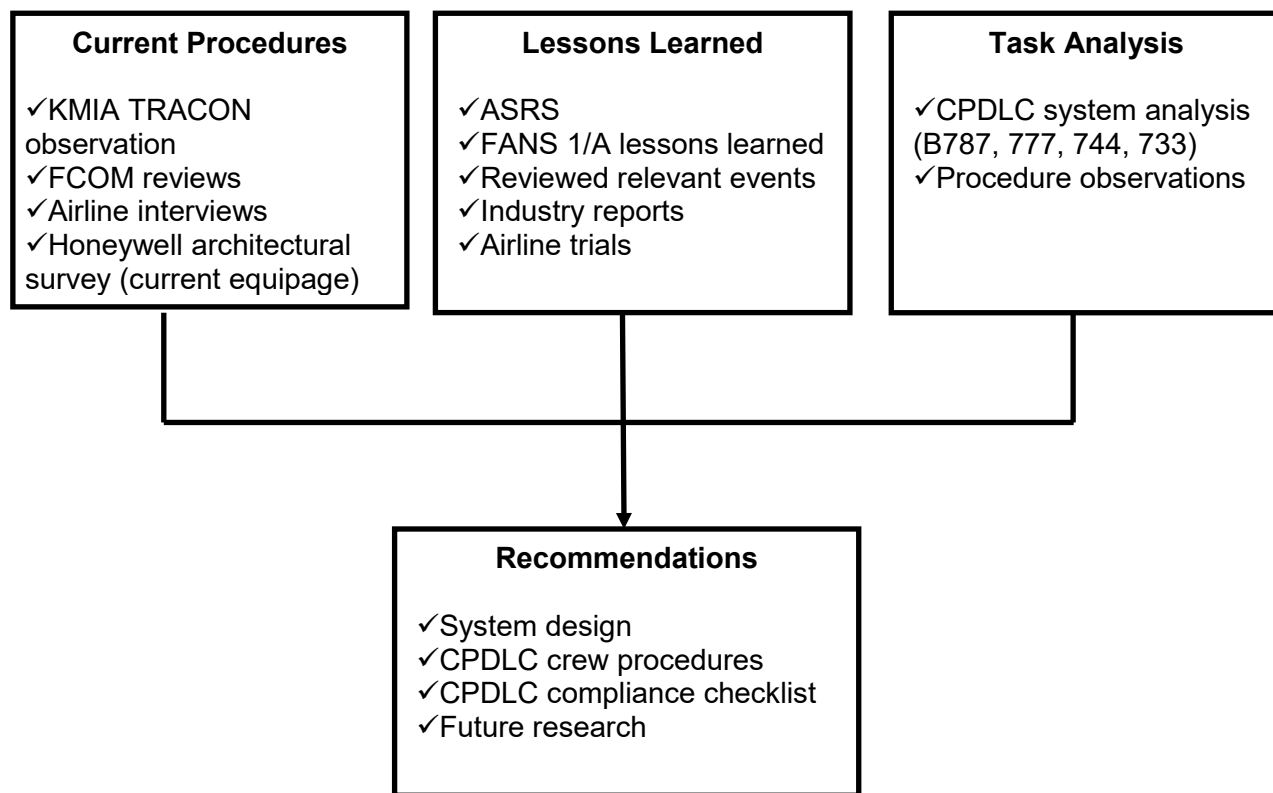 Current Procedures
✓KMIA TRACON
observation
✓FCOM reviews
✓Airline interviews
✓Honeywell architectural
survey (current equipage)
Lessons Learned
✓ASRS
✓FANS 1/A lessons learned
✓Reviewed relevant events
✓Industry reports
✓Airline trials
Task Analysis
✓CPDLC system analysis
(B787, 777, 744, 733)
✓Procedure observations
Recommendations
✓System design
✓CPDLC crew procedures
✓CPDLC compliance checklist
✓Future research